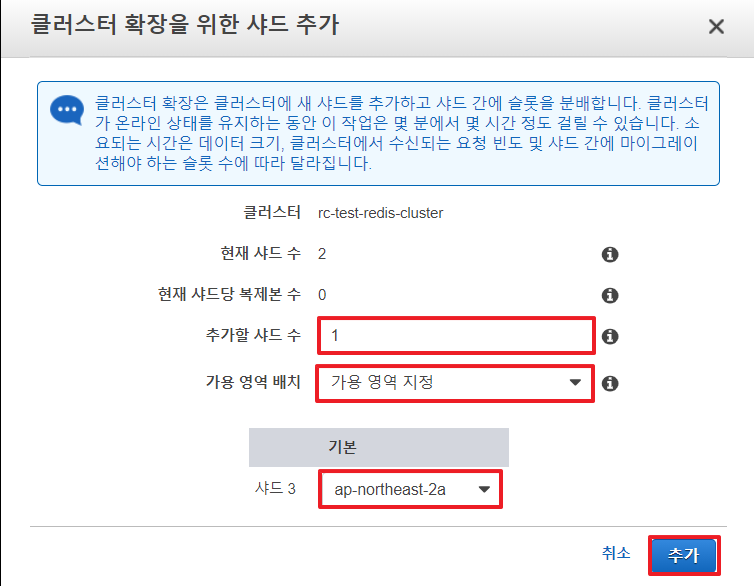 클러스터 확장을 위한 샤드 추가
클러스터 확장은 클러스터에 새 샤드를 추가하고 샤드 간에 슬롯을 분배합니다. 클러스터
가 온라인 상태를 유지하는 동안 이 작업은 몇 분에서 몇 시간 정도 걸릴 수 있습니다. 소
요되는 시간은 데이터 크기, 클러스터에서 수신되는 요청 빈도 및 샤드 간에 마이그레이
션해야 하는 슬롯 수에 따라 달라집니다.
클러스터 rc-test-redis-cluster
현재 샤드 수 2
현재 샤드당 복제본 수 0
추가할 샤드 수 1
가용 영역 배치 가용 영역 지정
기본
샤드 3 ap-northeast-2a
취소 추가